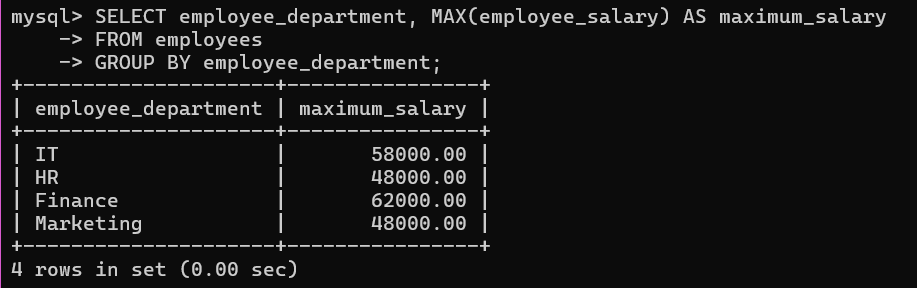 mysql> SELECT employee_department, MAX(employee_salary) AS maximum_salary
    -> FROM employees
    -> GROUP BY employee_department;
+---------------------+----------------+
| employee_department | maximum_salary |
+---------------------+----------------+
| IT                  |       58000.00 |
| HR                  |       48000.00 |
| Finance             |       62000.00 |
| Marketing           |       48000.00 |
+---------------------+----------------+
4 rows in set (0.00 sec)